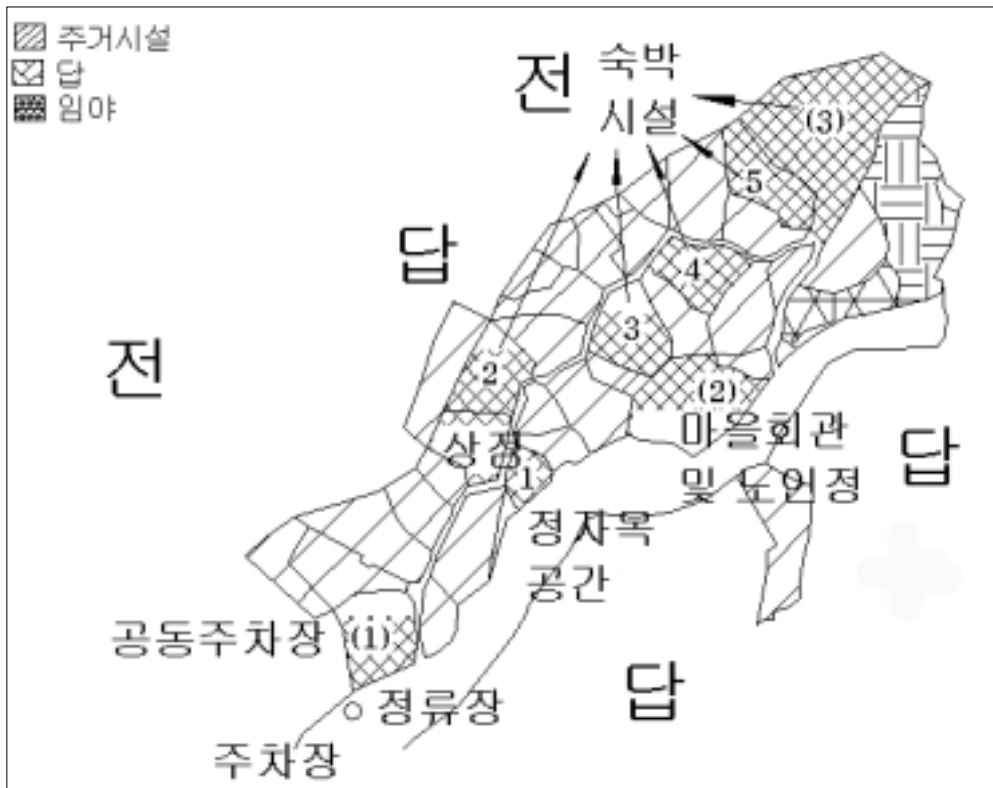 주거시설
답
임야
전
숙박
시설
(3)
5
답
4
3
전
2
(2)
상점
마을회관
답
1
및 노인정
정자목
공간
공동주차장
(1)
답
정류장
주차장